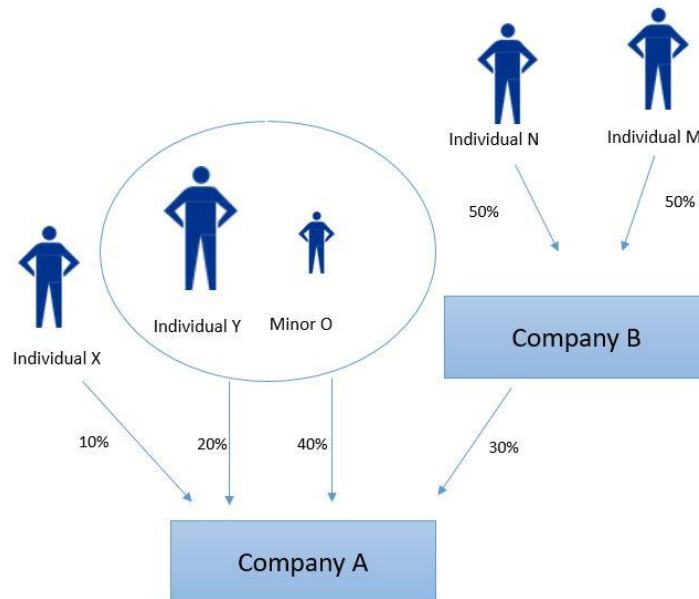 Individual N
Individual M
50%
50%
Individual Y
Minor O
Individual X
Company B
10%
20%
40%
30%
Company A